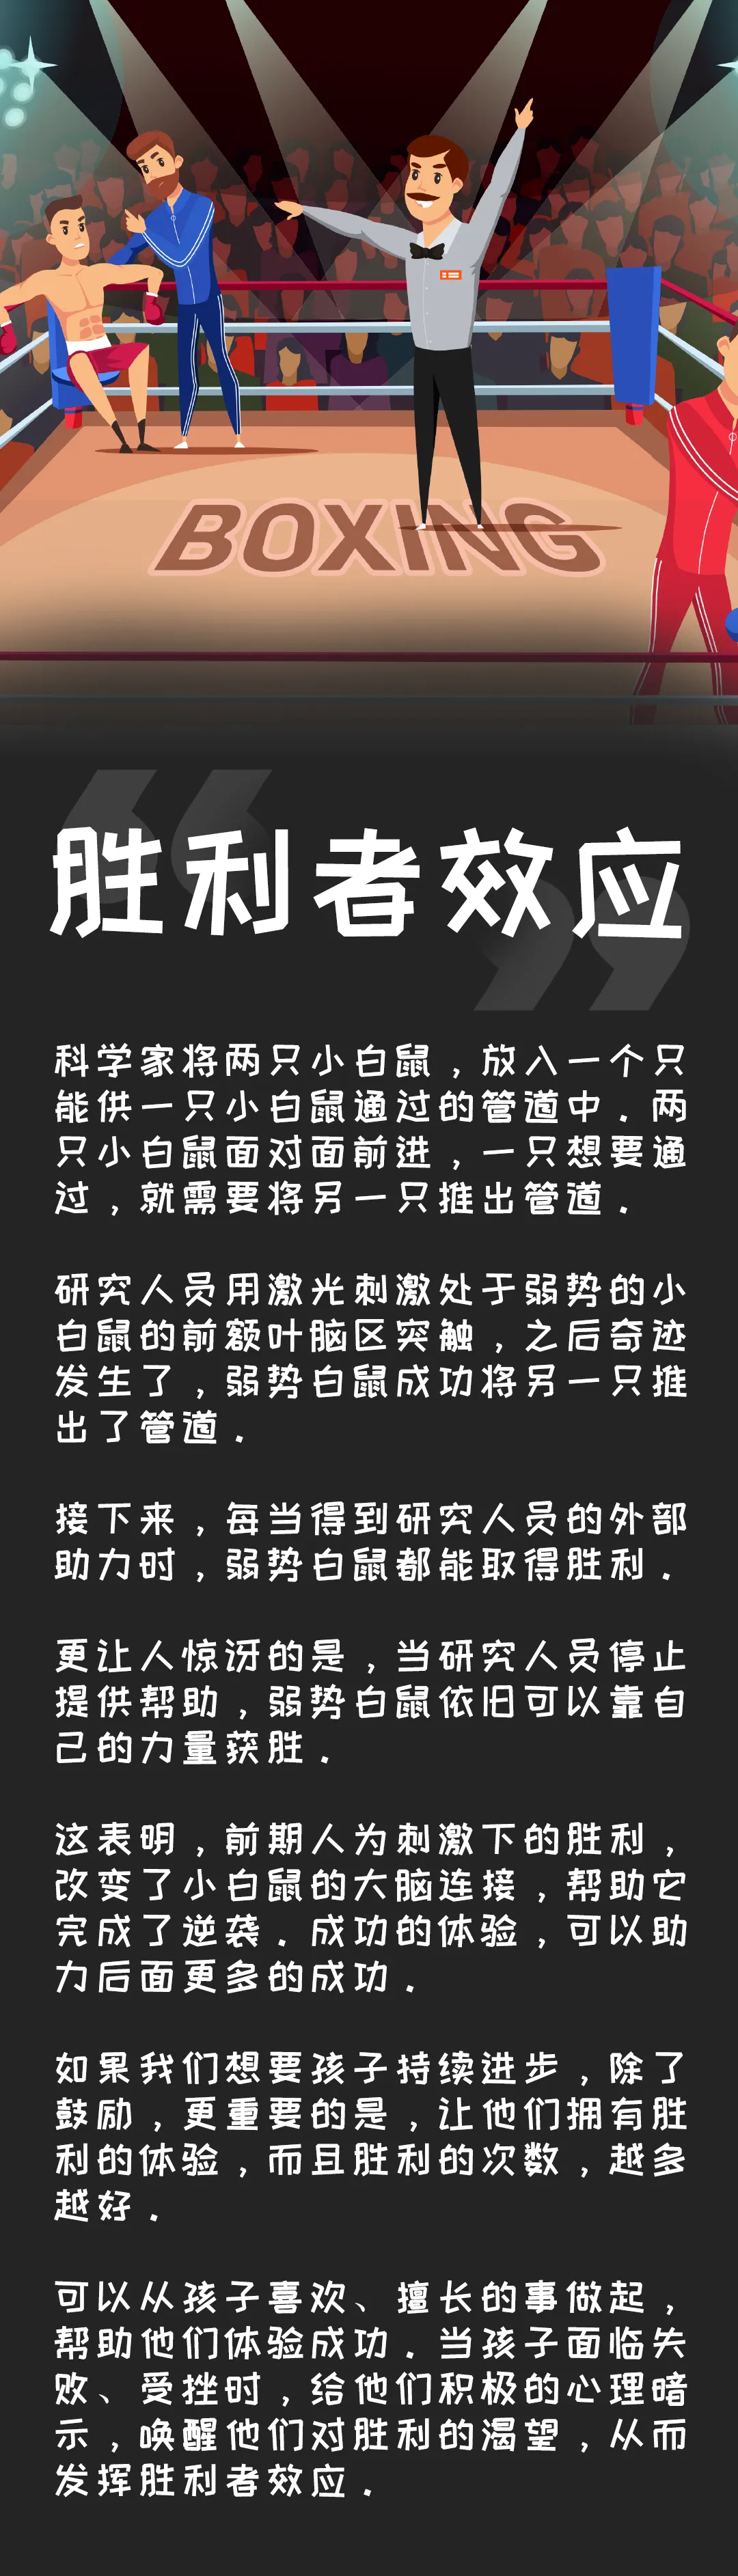 BOXING
胜利者效应
科学家将两只小白鼠，放入一个只
能供一只小白鼠通过的管道中．两
只小白鼠面对面前进，一只想要通
过，就需要将另一只推出管道．
研究人员用激光刺激处于弱势的小
白鼠的前额叶脑区突触，之后奇迹
发生了，弱势白鼠成功将另一只推
出了管道．
接下来，每当得到研究人员的外部
助力时，弱势白鼠都能取得胜利．
更让人惊讶的是，当研究人员停止
提供帮助，弱势白鼠依旧可以靠自
己的力量获胜．
这表明，前期人为刺激下的胜利，
改变了小白鼠的大脑连接，帮助它
完成了逆袭．成功的体验，可以助
力后面更多的成功．
如果我们想要孩子持续进步，除了
鼓励，更重要的是，让他们拥有胜
利的体验，而且胜利的次数，越多
越好．
可以从孩子喜欢、擅长的事做起，
帮助他们体验成功．当孩子面临失
败、受挫时，给他们积极的心理暗
示，唤醒他们对胜利的渴望，从而
发挥胜利者效应．